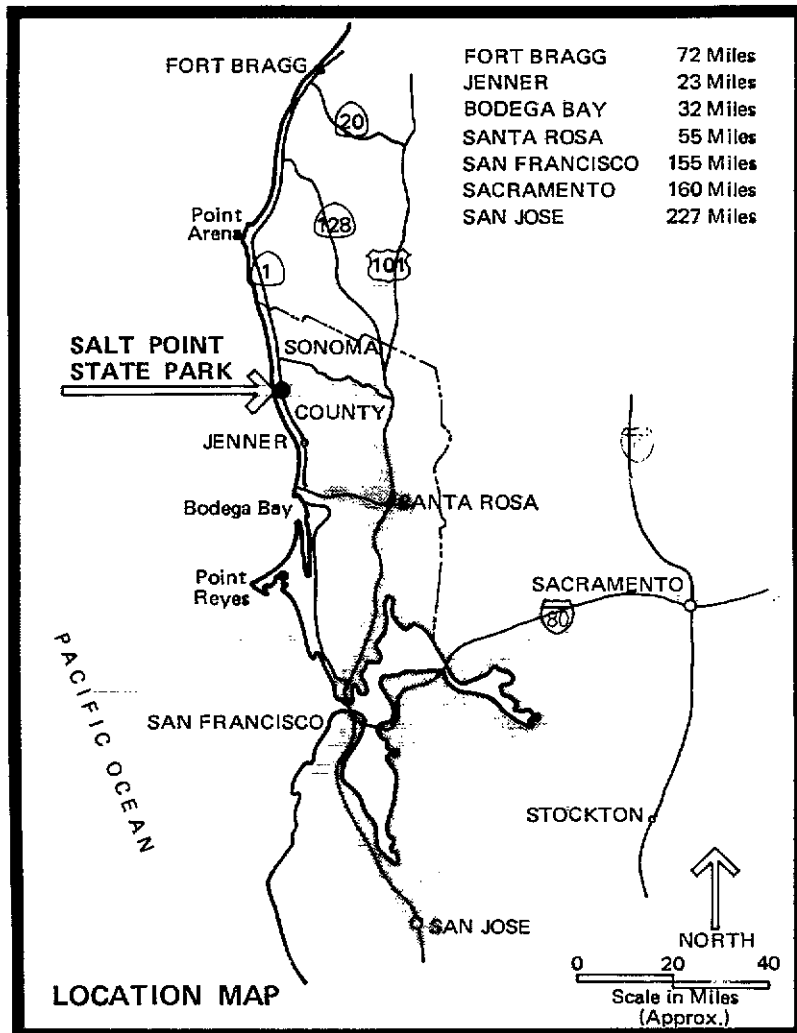 FORT BRAGG 72 Miles
JENNER 23 Miles
BODEGA BAY 32 Miles
SANTA ROSA 55 Miles
SAN FRANCISCO 155 Miles
SACRAMENTO 160 Miles
SAN JOSE 227 Miles
FORT BRAGG
20
Point
Arena
128
1
101
SALT POINT
STATE PARK
SONOMA
COUNTY
JENNER
Bodega Bay
SANTA ROSA
Point
Reyes
SACRAMENTO
80
PACIFIC OCEAN
SAN FRANCISCO
STOCKTON
SAN JOSE
NORTH
0 20 40
Scale in Miles
(Approx.)
LOCATION MAP